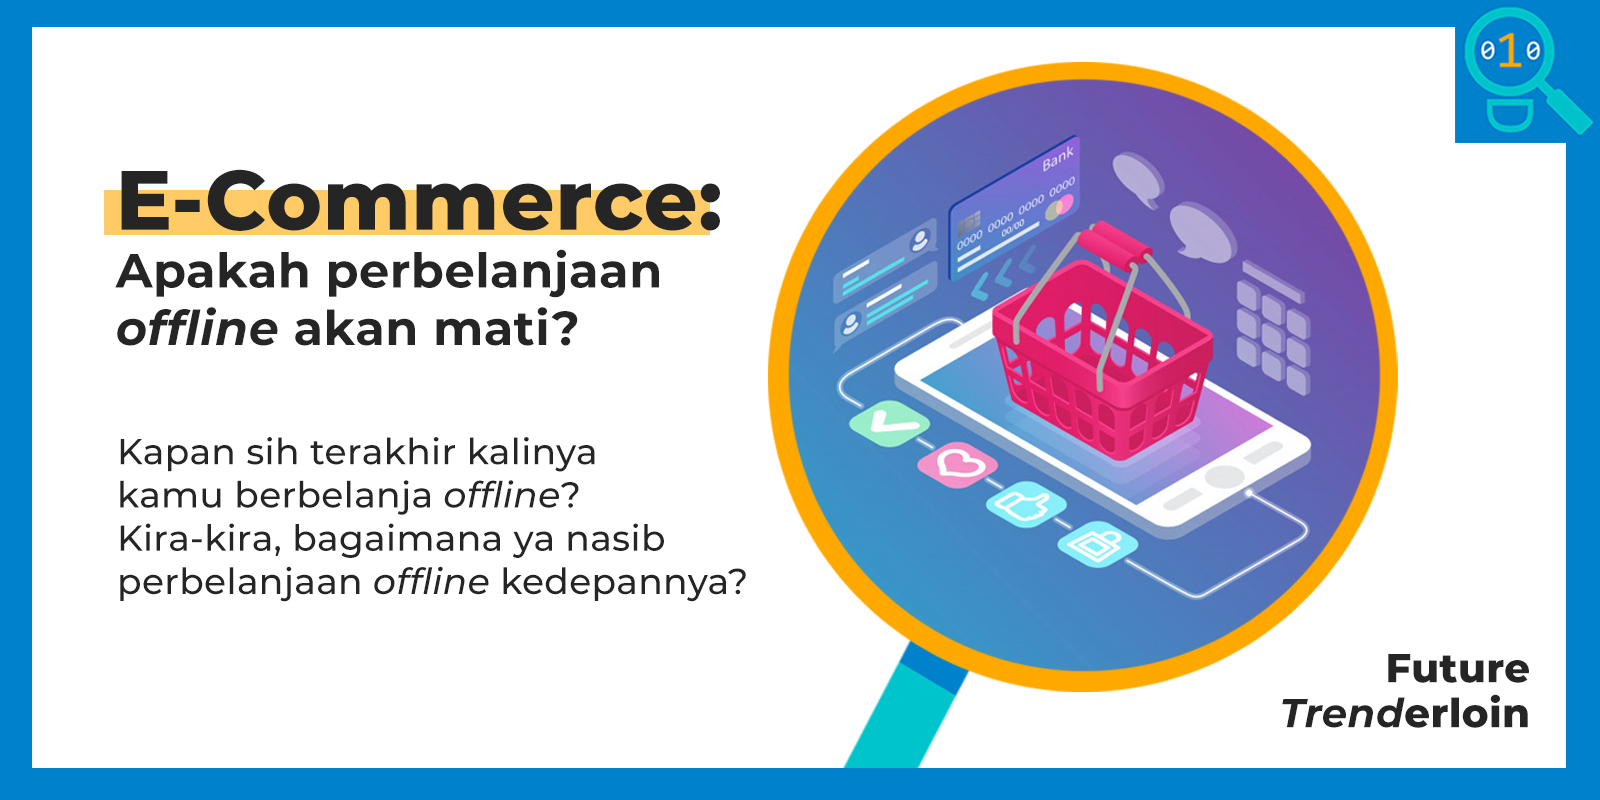 E-Commerce:
Apakah perbelanjaan
offline akan mati?
Kapan sih terakhir kalinya
kamu berbelanja offline?
Kira-kira, bagaimana ya nasib
perbelanjaan offline kedepannya?
010
Bank
0000 0000 0000 0000
00/00
Future
Trenderloin